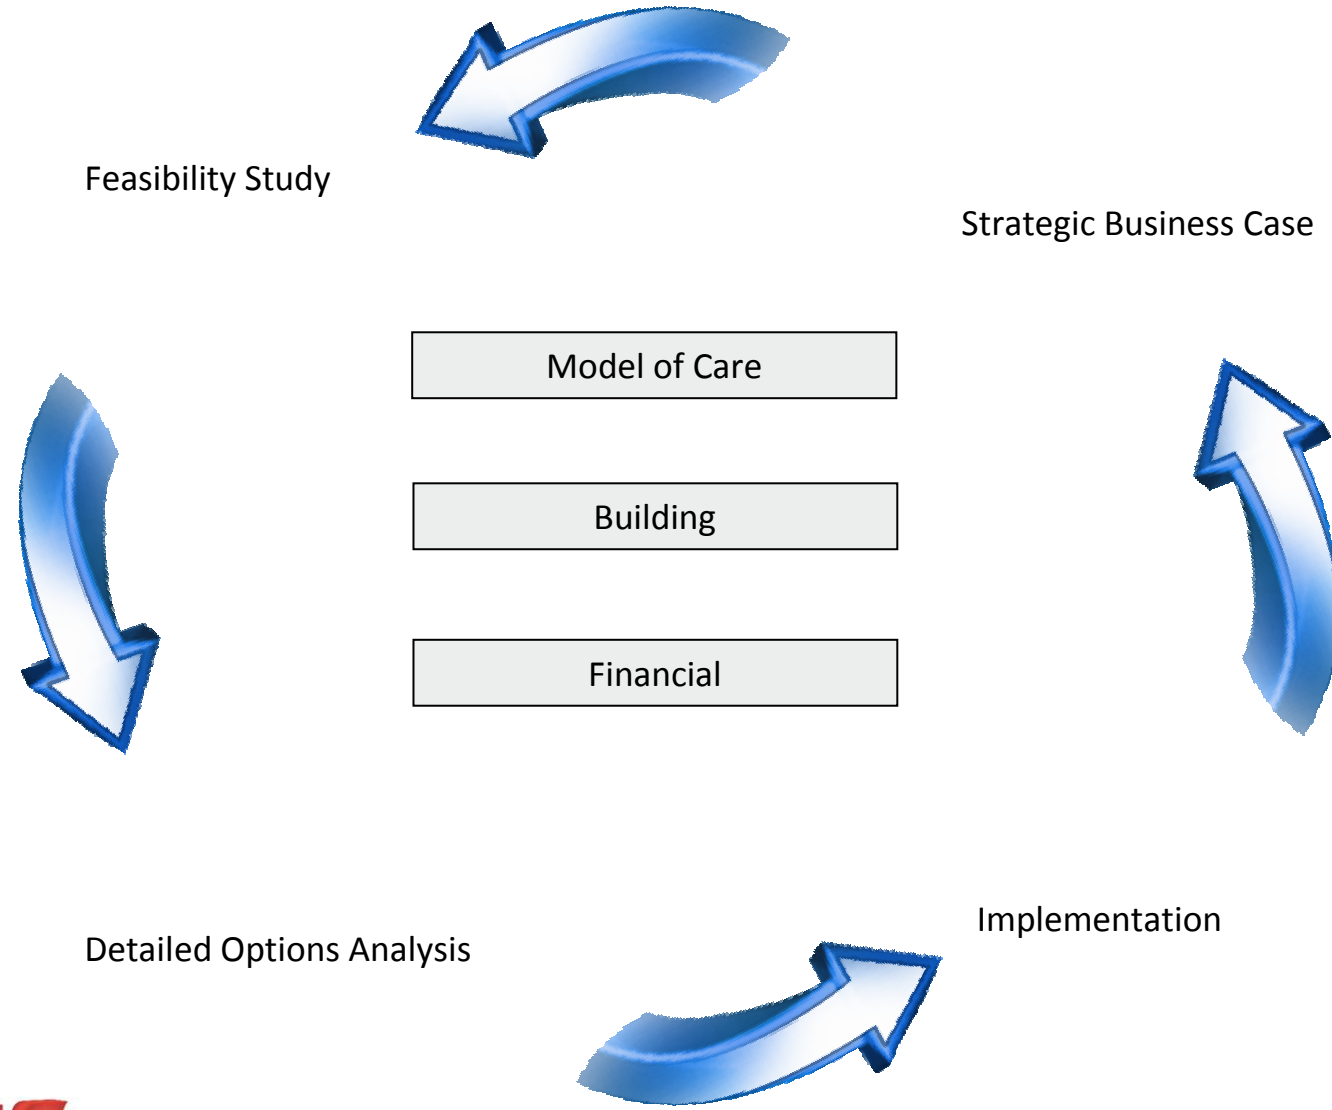 Feasibility Study
Strategic Business Case
Model of Care
Building
Financial
Implementation
Detailed Options Analysis